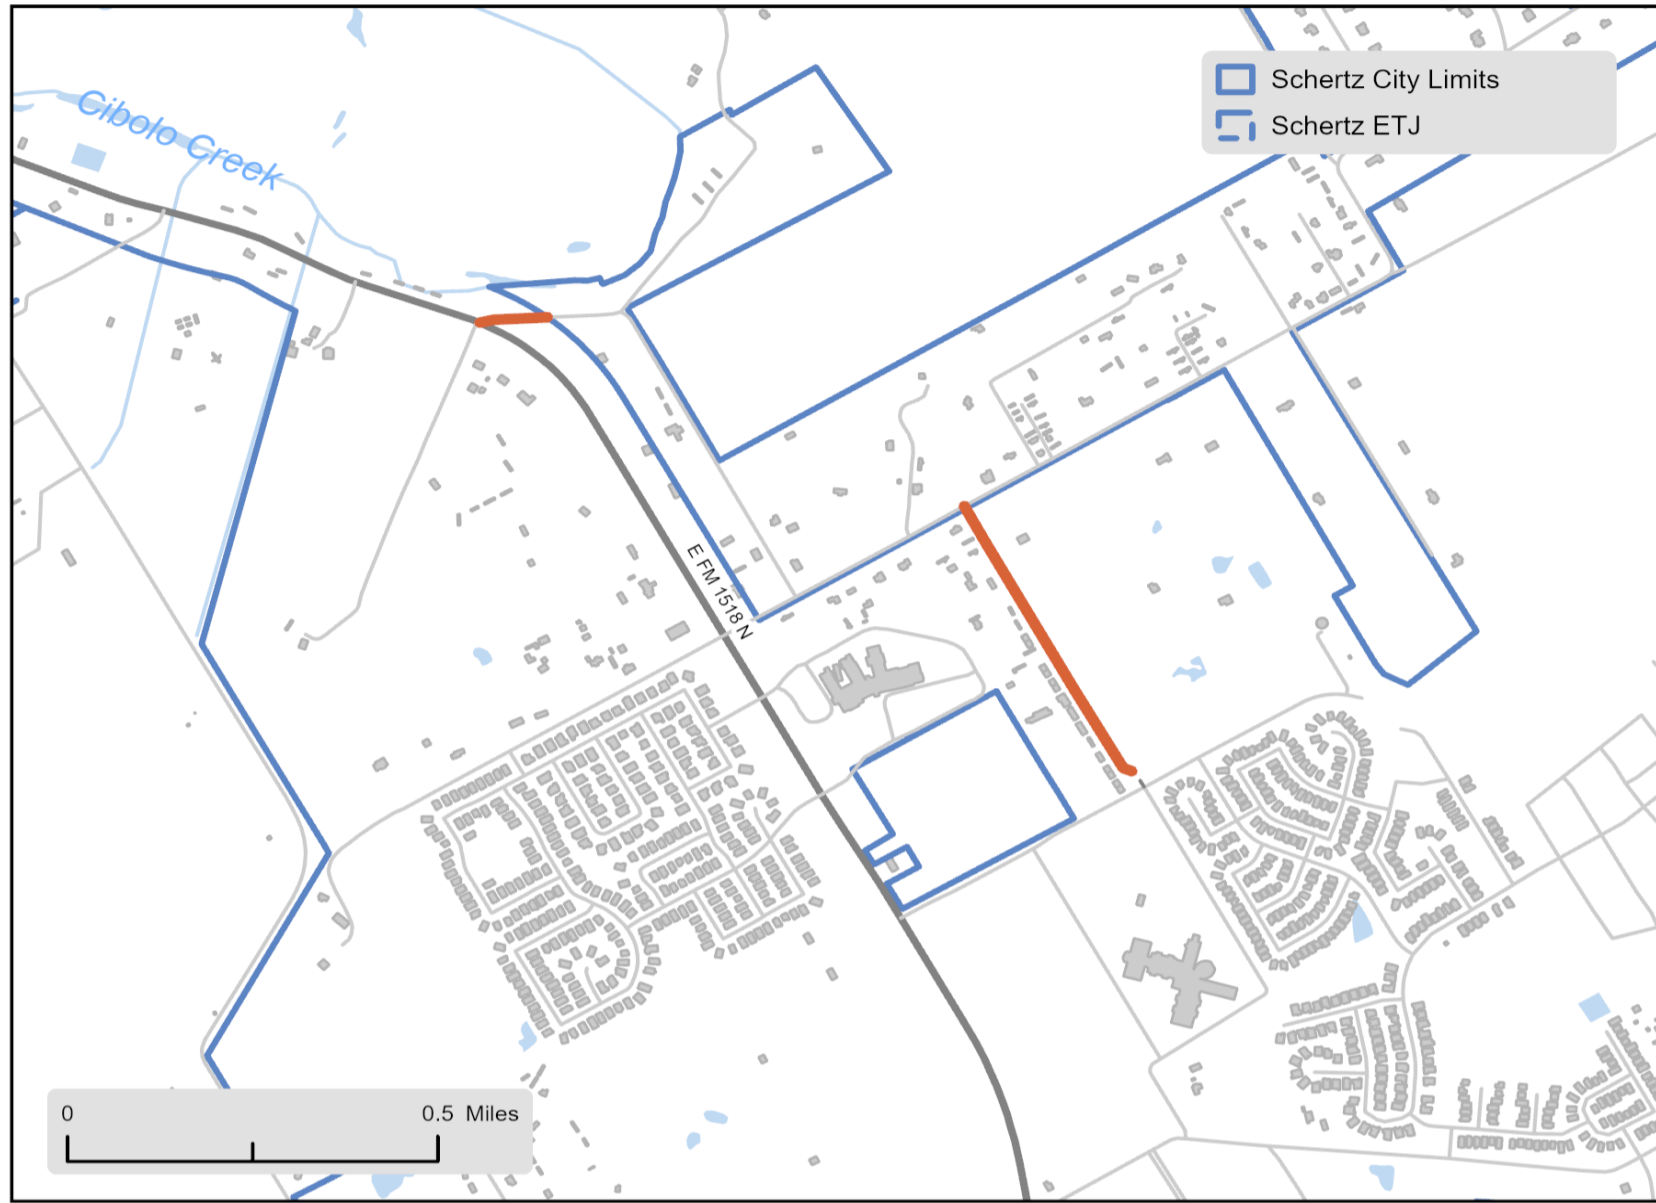 Schertz City Limits
Schertz ETJ
Cibolo Creek
E FM 1518 N
0 0.5 Miles